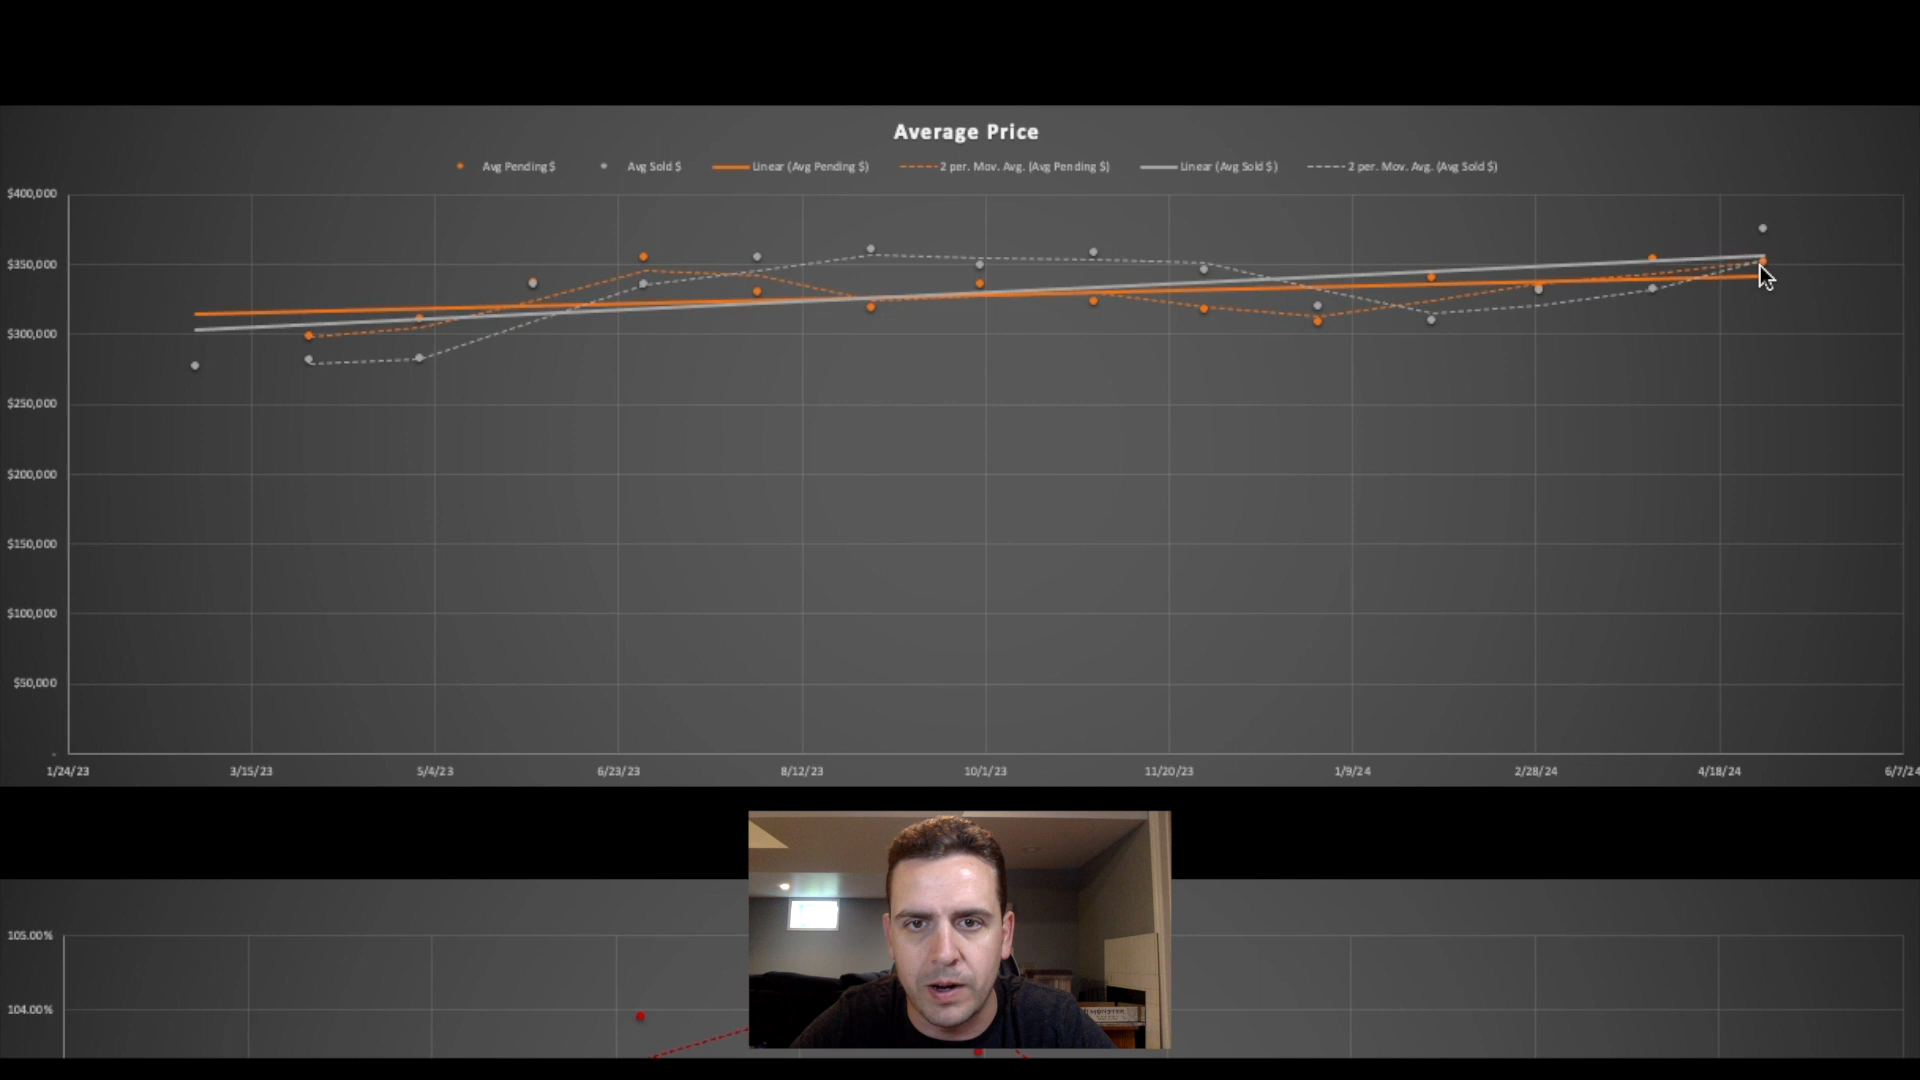 Average Price
Avg Pending $ Avg Sold $ Linear (Avg Pending $) 2 per. Mov. Avg. (Avg Pending $) Linear (Avg Sold $) 2 per. Mov. Avg. (Avg Sold $)
$400,000
$350,000
$300,000
$250,000
$200,000
$150,000
$100,000
$50,000
-
1/24/23 3/15/23 5/4/23 6/23/23 8/12/23 10/1/23 11/20/23 1/9/24 2/28/24 4/18/24 6/7/24
105.00%
104.00%
MONSTER